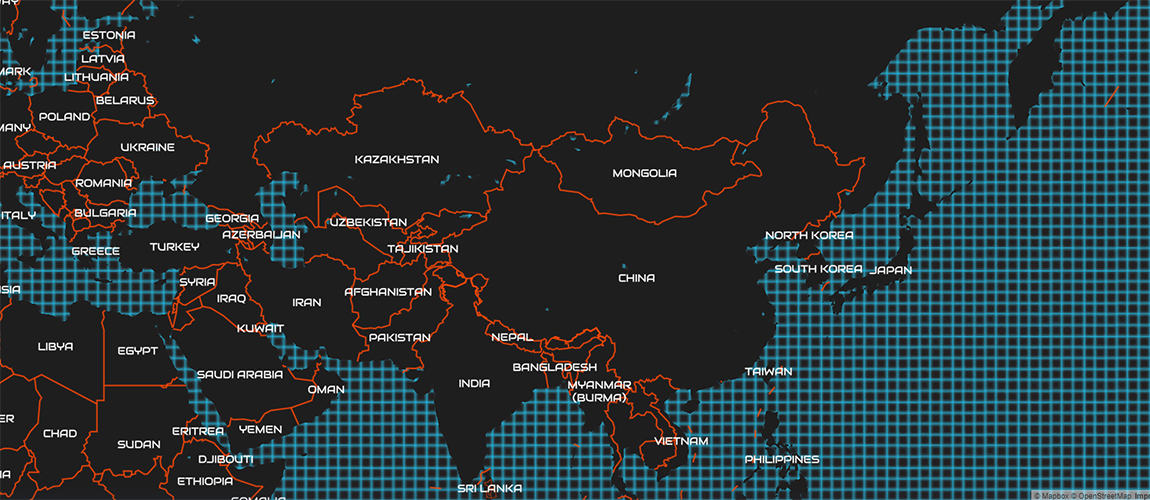 ESTONIA
LATVIA
MARK
LITHUANIA
BELARUS
POLAND
MANY
UKRAINE
AUSTRIA
KAZAKHSTAN
MONGOLIA
ROMANIA
ITALY
BULGARIA
GEORGIA
UZBEKISTAN
AZERBAIJAN
NORTH KOREA
TURKEY
GREECE
TAJIKISTAN
SOUTH KOREA
JAPAN
CHINA
SYRIA
SIA
AFGHANISTAN
IRAQ
IRAN
KUWAIT
PAKISTAN
NEPAL
LIBYA
EGYPT
BANGLADESH
TAIWAN
SAUDI ARABIA
INDIA
MYANMAR
(BURMA)
OMAN
ER
YEMEN
ERITREA
CHAD
SUDAN
VIETNAM
DJIBOUTI
PHILIPPINES
IA
ETHIOPIA
SRI LANKA
SOMALIA
© Mapbox © OpenStreetMap Imp